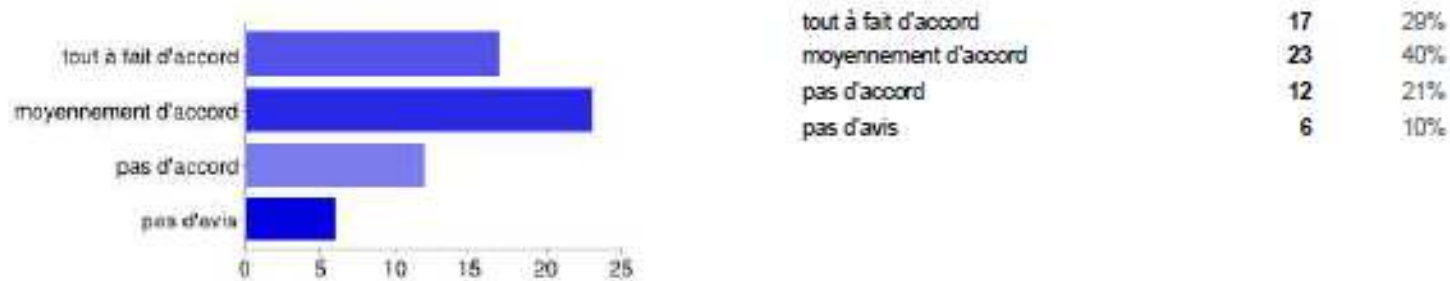 tout à fait d'accord
moyennement d'accord
pas d'accord
pas d'avis
0 5 10 15 20 25
tout à fait d'accord 17 29%
moyennement d'accord 23 40%
pas d'accord 12 21%
pas d'avis 6 10%